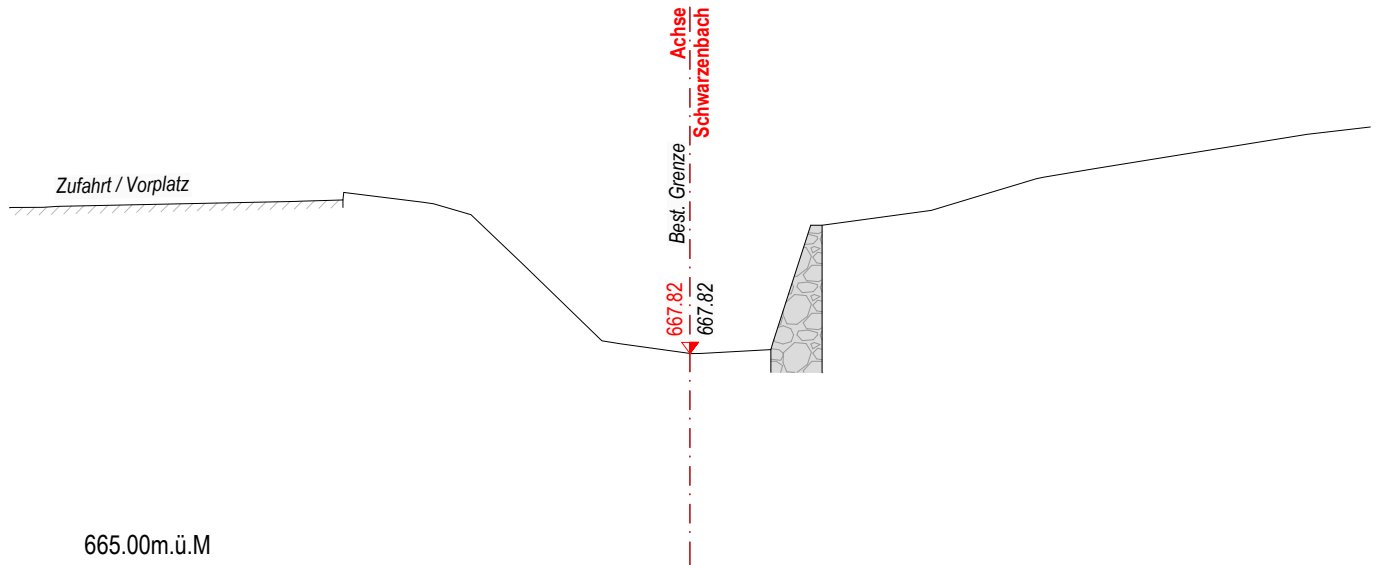 Achse
Schwarzenbach
Zufahrt / Vorplatz
Best. Grenze
667.82
667.82
665.00m.ü.M